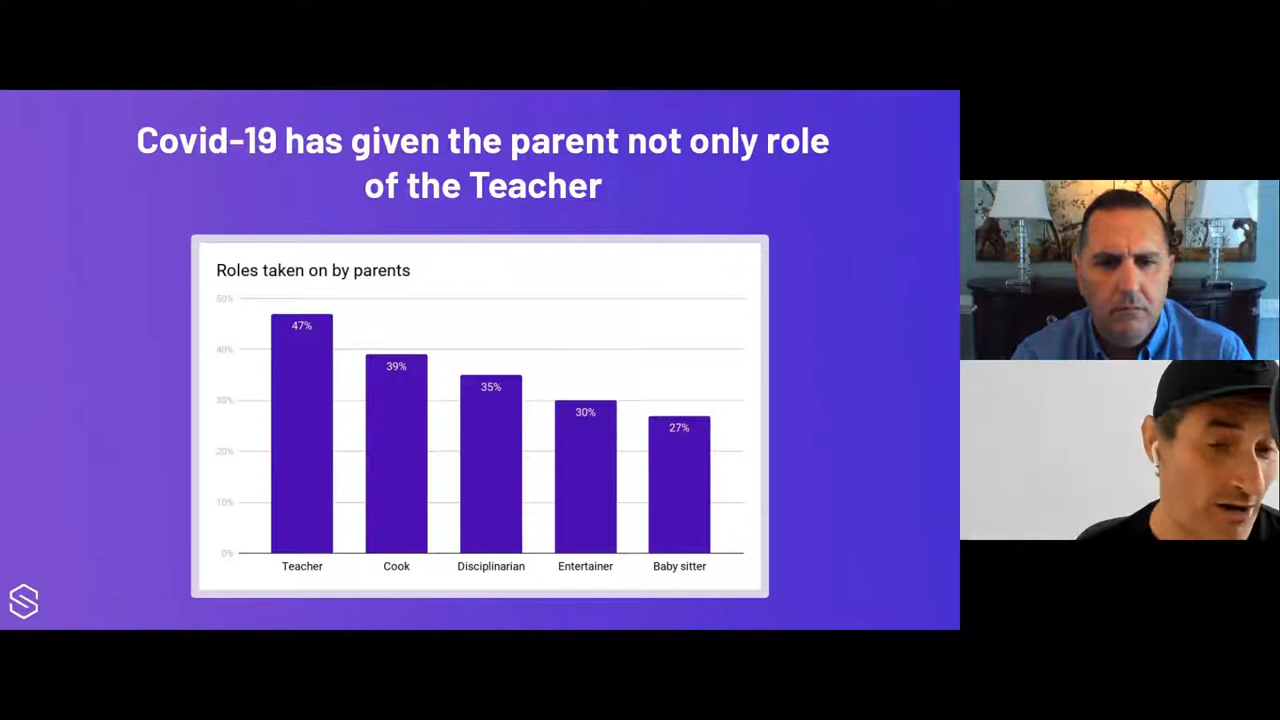 Covid-19 has given the parent not only role
of the Teacher
Roles taken on by parents
50%
47%
40%
39%
35%
30%
30%
27%
20%
10%
0%
Teacher Cook Disciplinarian Entertainer Baby sitter